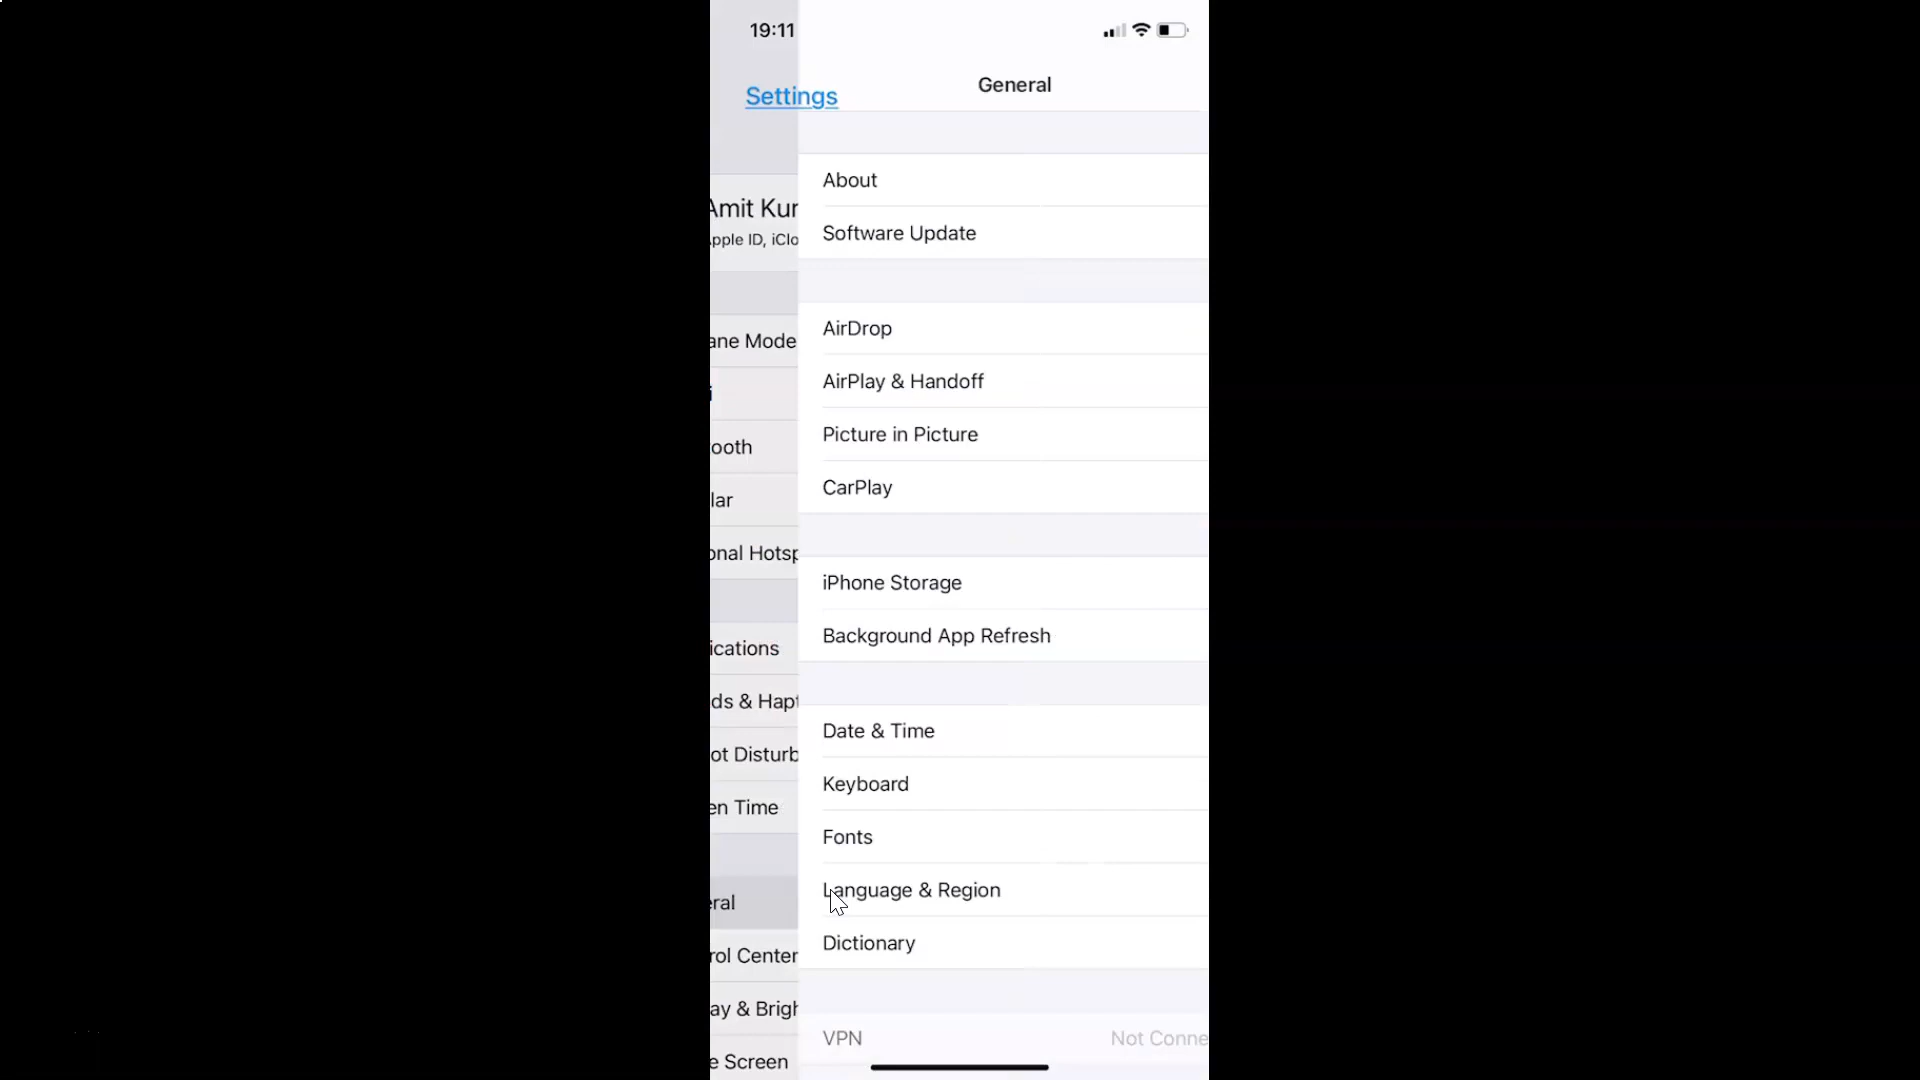 19:11
Settings
General
Amit Kur
pple ID, iClo
ane Mode
i
ooth
lar
onal Hotsp
ications
ds & Hapt
ot Disturb
en Time
eral
rol Center
ay & Brigh
e Screen
About
Software Update
AirDrop
AirPlay & Handoff
Picture in Picture
CarPlay
iPhone Storage
Background App Refresh
Date & Time
Keyboard
Fonts
Language & Region
Dictionary
VPN
Not Conne